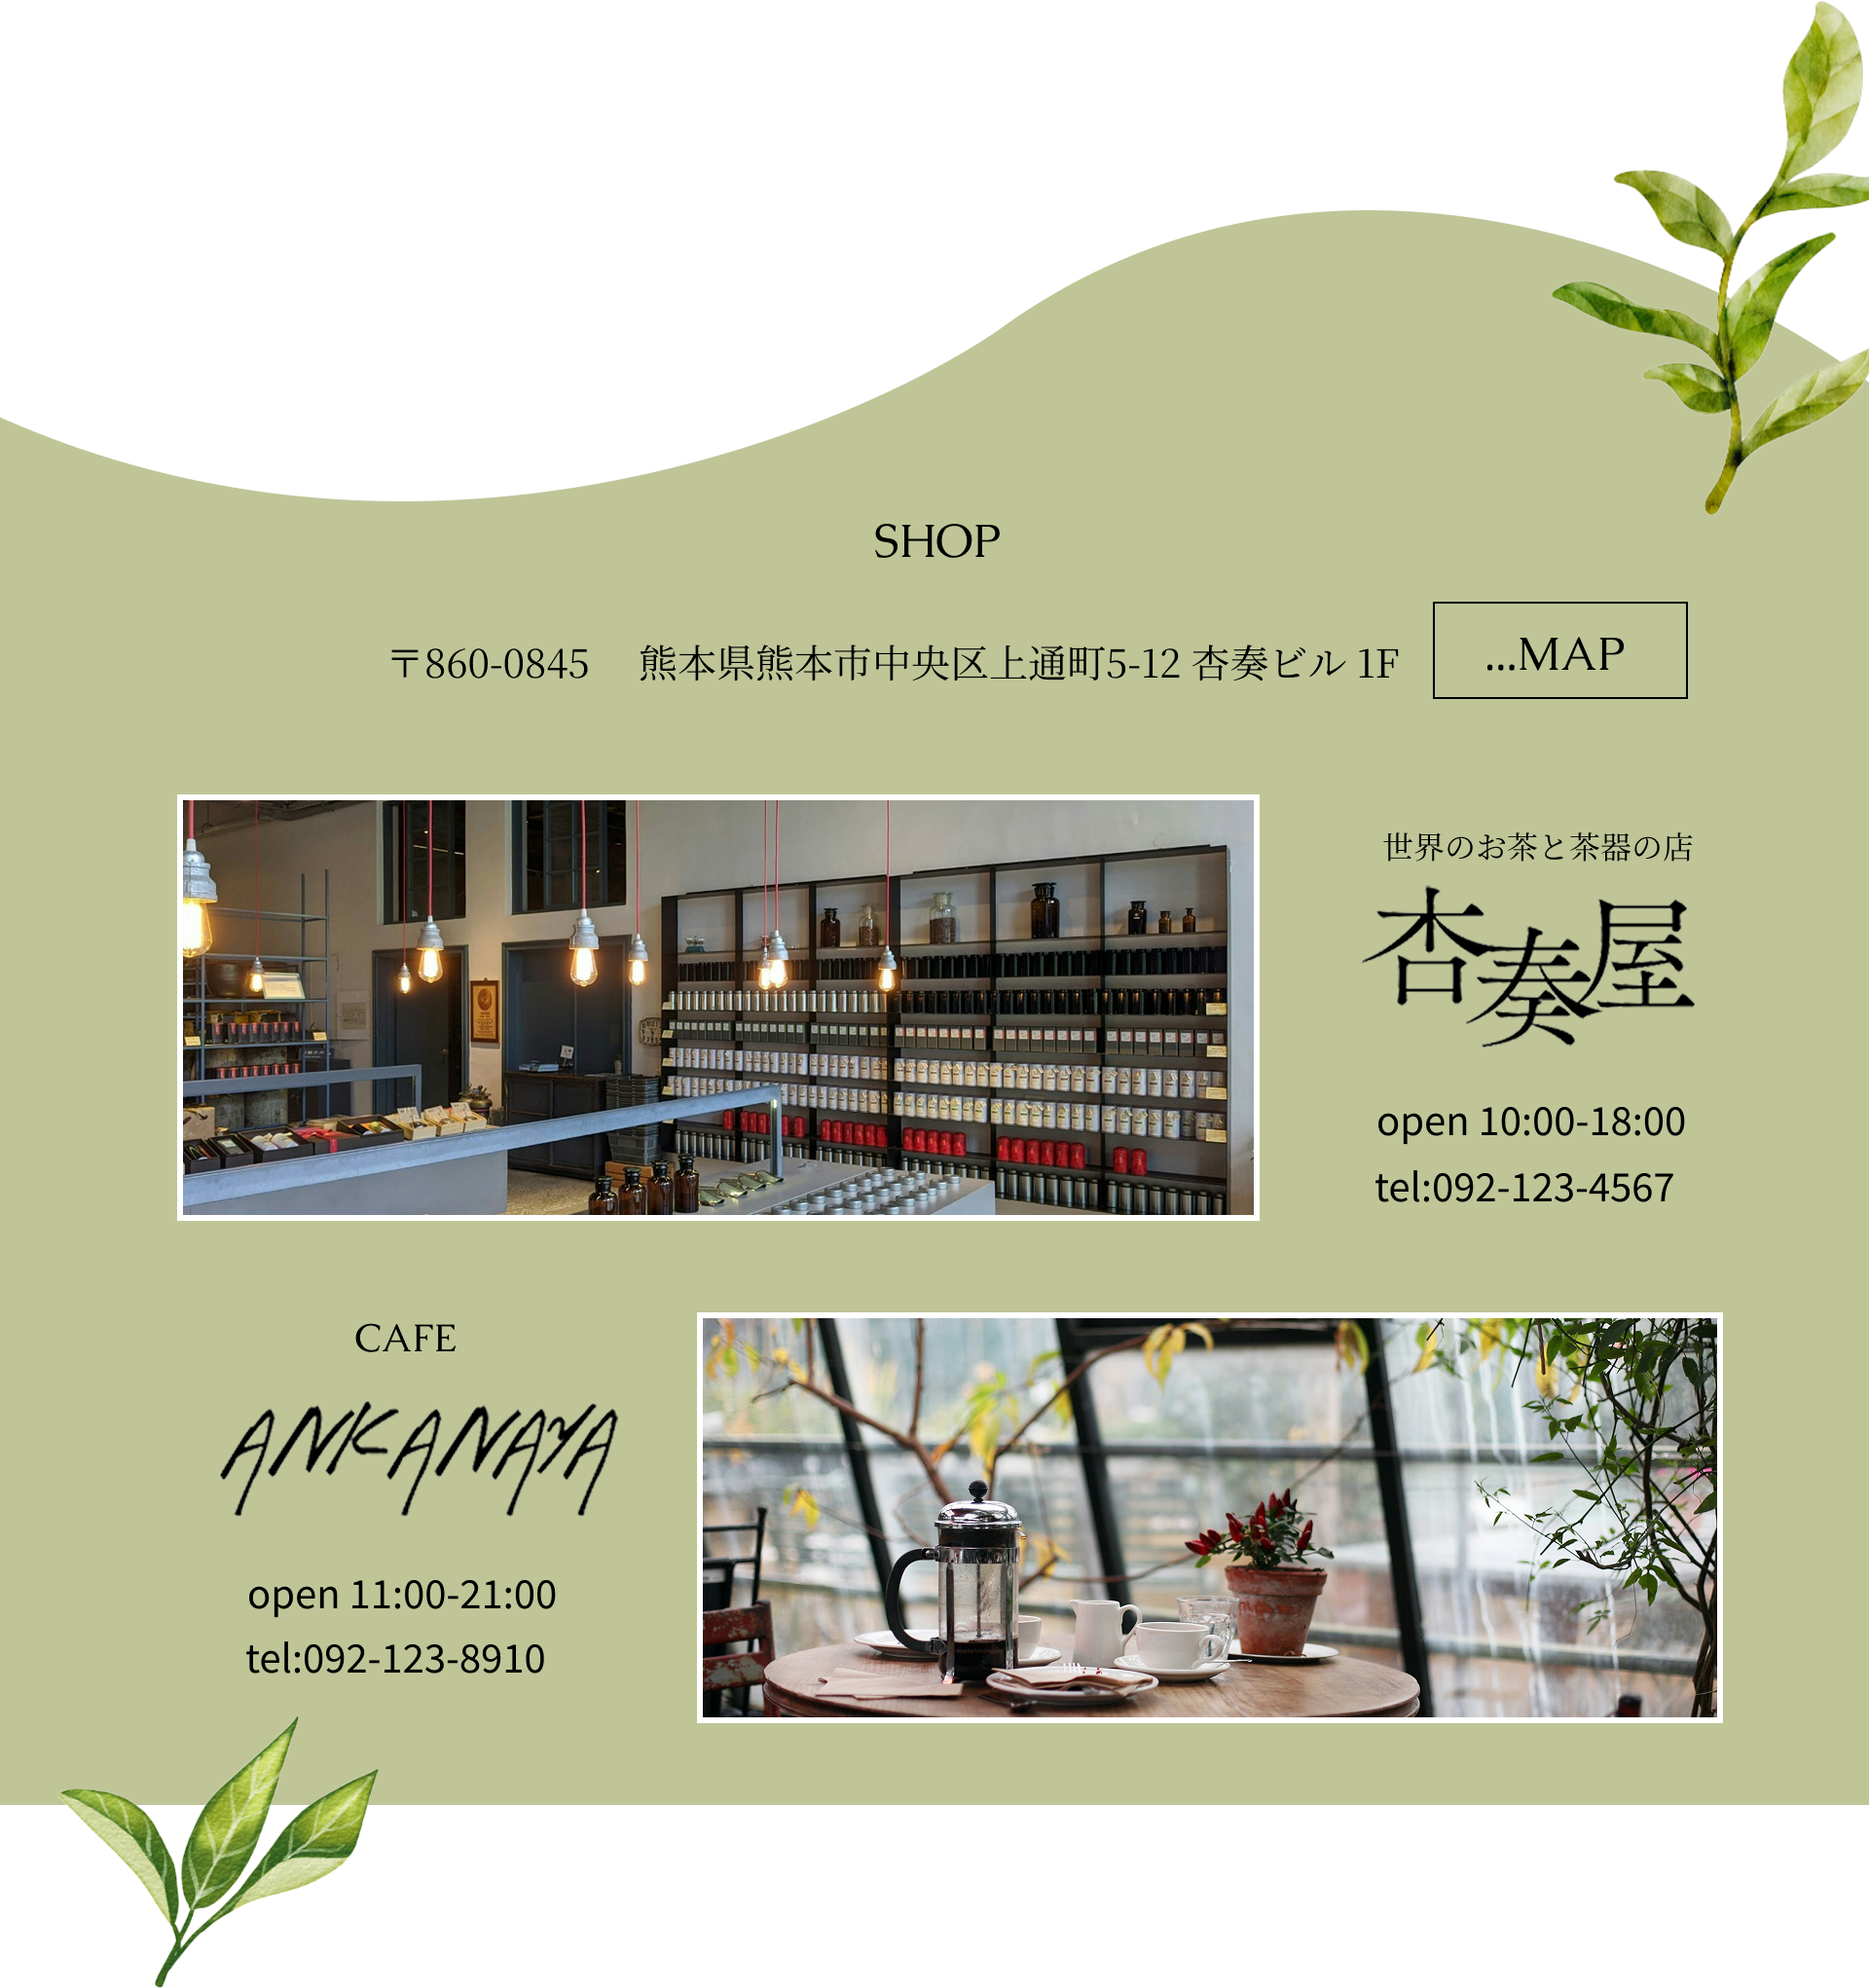 SHOP
〒860-0845　熊本県熊本市中央区上通町5-12 杏奏ビル 1F
...MAP
世界のお茶と茶器の店
杏奏屋
open 10:00-18:00
tel:092-123-4567
CAFE
ANKANAYA
open 11:00-21:00
tel:092-123-8910